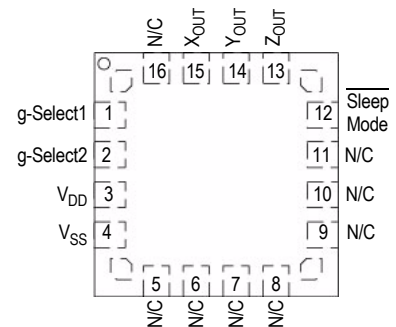 N/C
XOUT
YOUT
ZOUT
16 15 14 13
g-Select1 1
g-Select2 2
VDD 3
VSS 4
12 Sleep
Mode
11 N/C
10 N/C
9 N/C
5 6 7 8
N/C
N/C
N/C
N/C